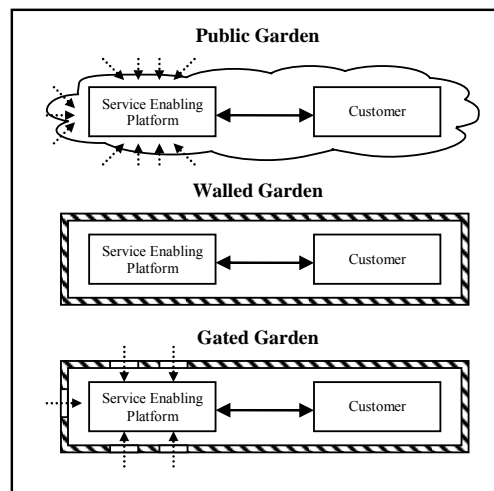 Public Garden
Service Enabling
Platform
Customer
Walled Garden
Service Enabling
Platform
Customer
Gated Garden
Service Enabling
Platform
Customer